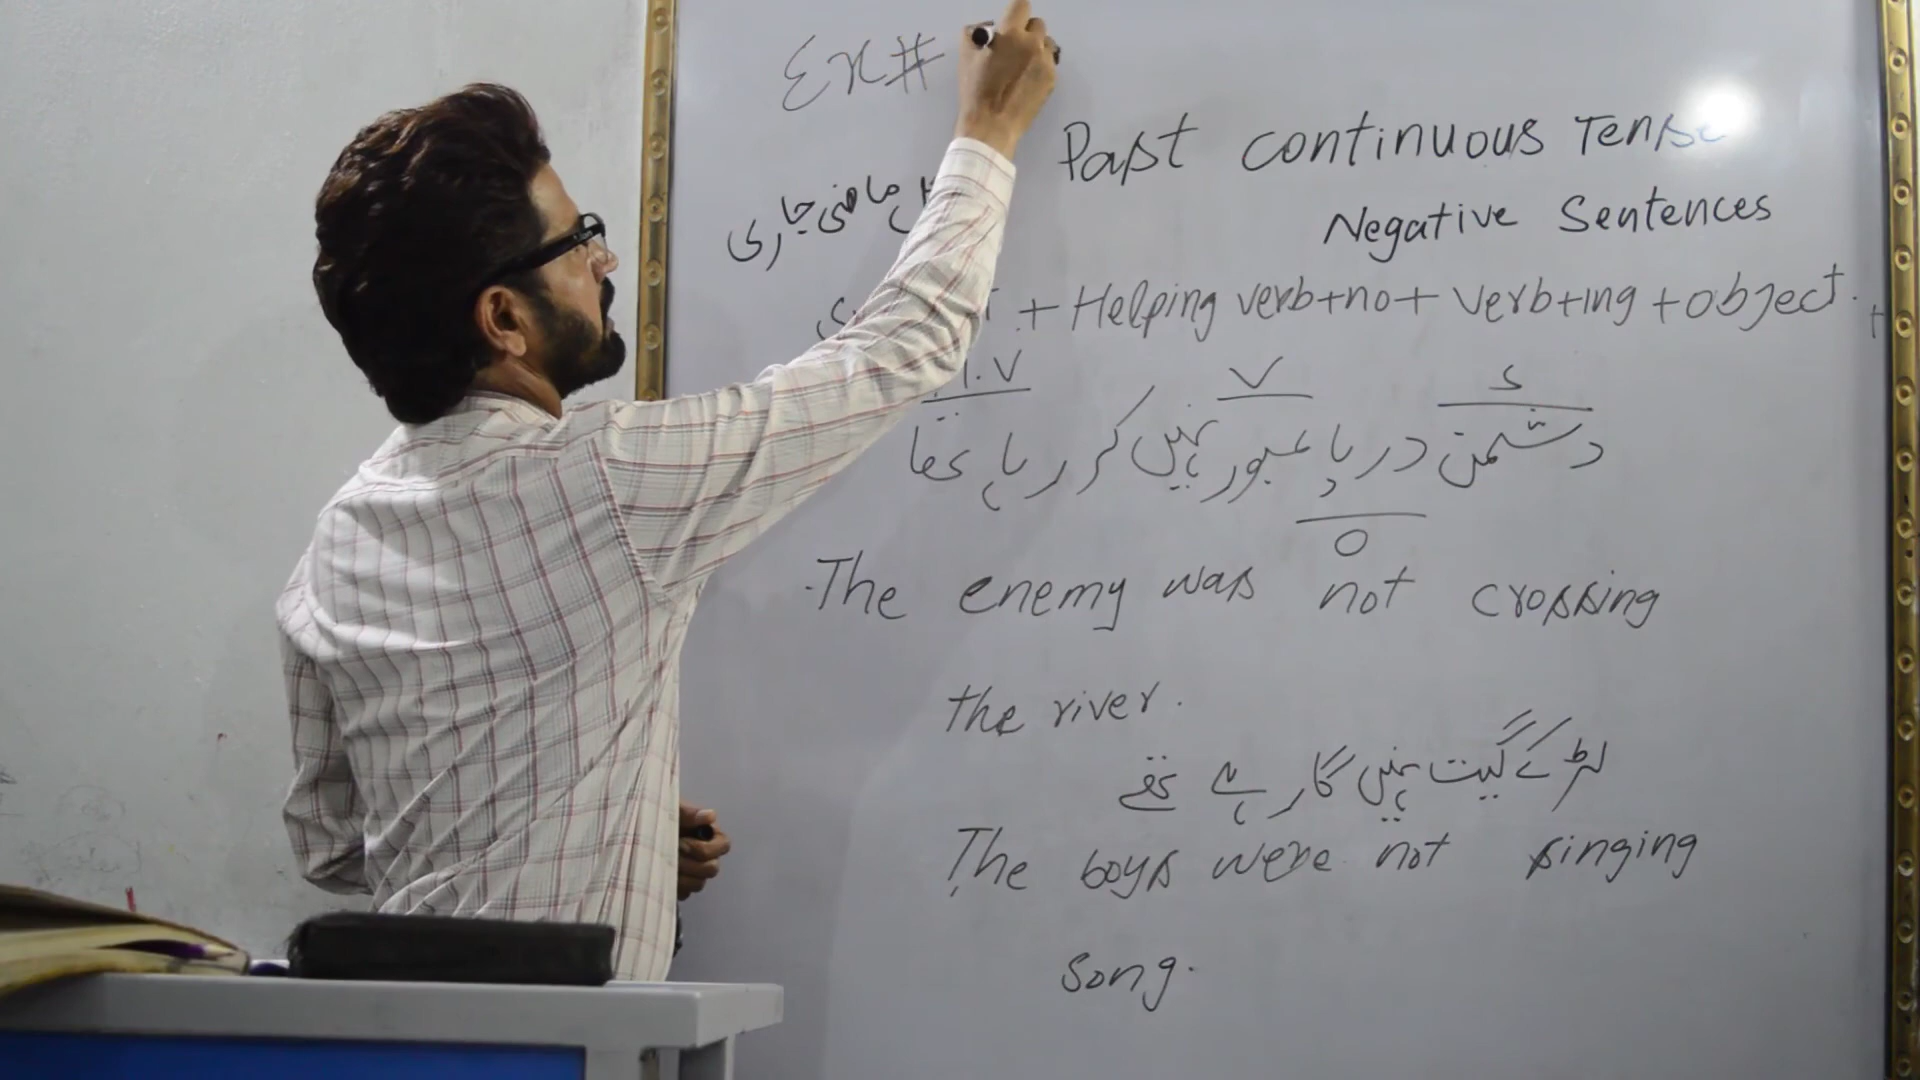 Ex#
Past continuous Tense
ماضی جاری
Negative Sentences
+ Helping verb+no+ verb+ing +object. +
V V S
دشمن دریا عبور نہیں کر رہا تھا
O
The enemy was not crossing
the river.
لڑکے گیت نہیں گا رہے تھے
The boys were not singing
song.